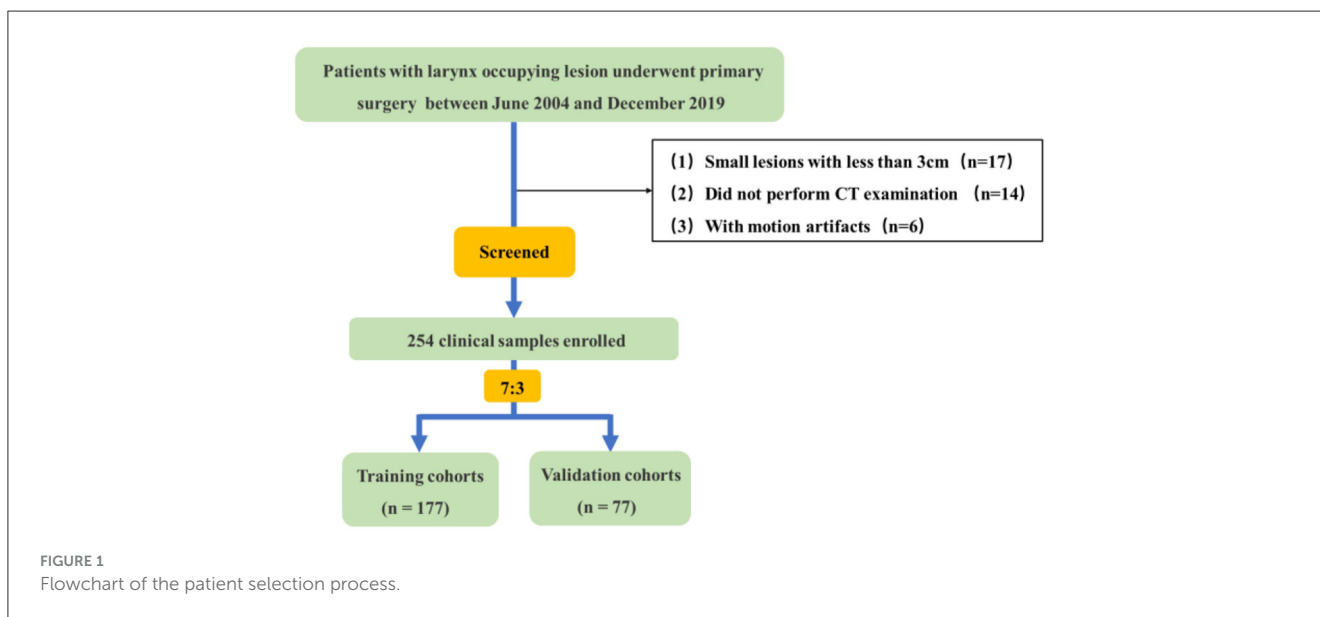 Patients with larynx occupying lesion underwent primary
surgery between June 2004 and December 2019
(1) Small lesions with less than 3cm (n=17)
(2) Did not perform CT examination (n=14)
(3) With motion artifacts (n=6)
Screened
254 clinical samples enrolled
7:3
Training cohorts
(n = 177)
Validation cohorts
(n = 77)
FIGURE 1
Flowchart of the patient selection process.